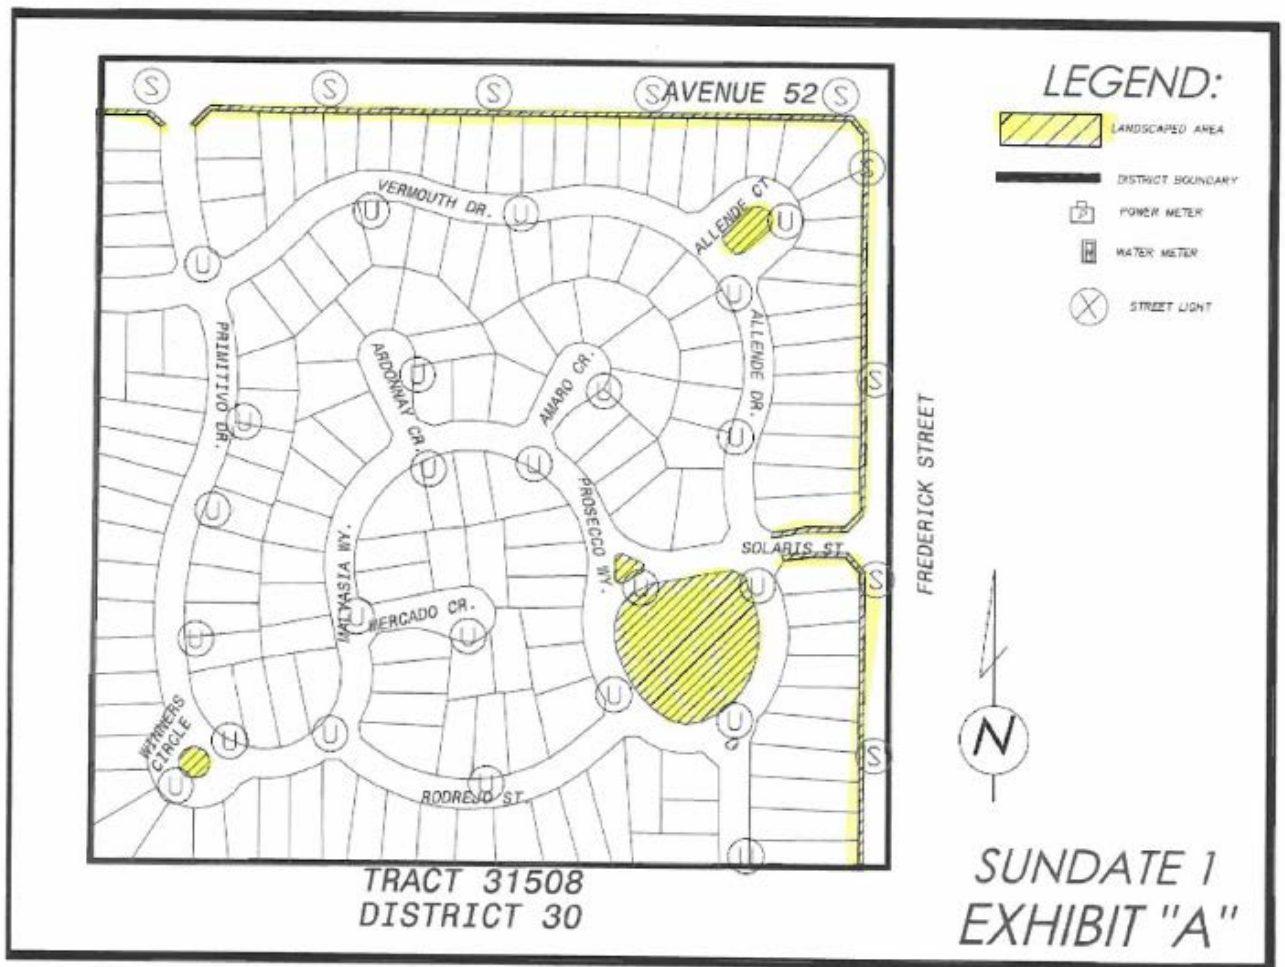 AVENUE 52
LEGEND:
LANDSCAPED AREA
DISTRICT BOUNDARY
P POWER METER
WATER METER
X STREET LIGHT
S S S S S
S
S
S
S
VERMOUTH DR.
ALLENDE CT
U U U
U
U
ALLENDE DR.
PRIMITIVO DR.
ARDONNAY CR.
U
AMARO CR.
U
U
U
U
U
U
PROSECCO WY.
FREDERICK STREET
SOLARIS ST
MALVASIA WY.
U
U
U
MERCADO CR.
U
U
U
WINNERS
CIRCLE
U
U
U
U
U
RODREJO ST.
U
N
TRACT 31508
DISTRICT 30
SUNDATE 1
EXHIBIT "A"